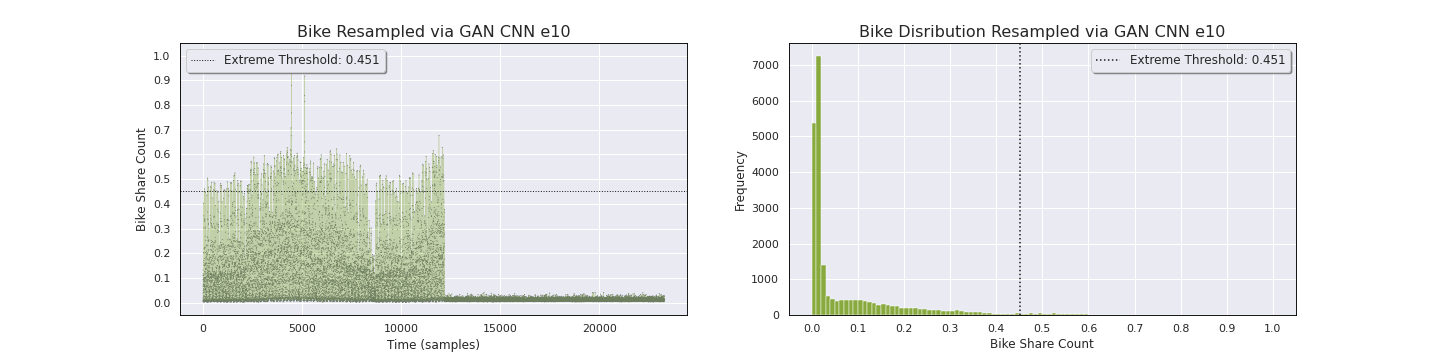 Bike Resampled via GAN CNN e10
Extreme Threshold: 0.451
Bike Share Count
1.0
0.9
0.8
0.7
0.6
0.5
0.4
0.3
0.2
0.1
0.0
0 5000 10000 15000 20000
Time (samples)
Bike Disribution Resampled via GAN CNN e10
Extreme Threshold: 0.451
Frequency
7000
6000
5000
4000
3000
2000
1000
0
0.0 0.1 0.2 0.3 0.4 0.5 0.6 0.7 0.8 0.9 1.0
Bike Share Count